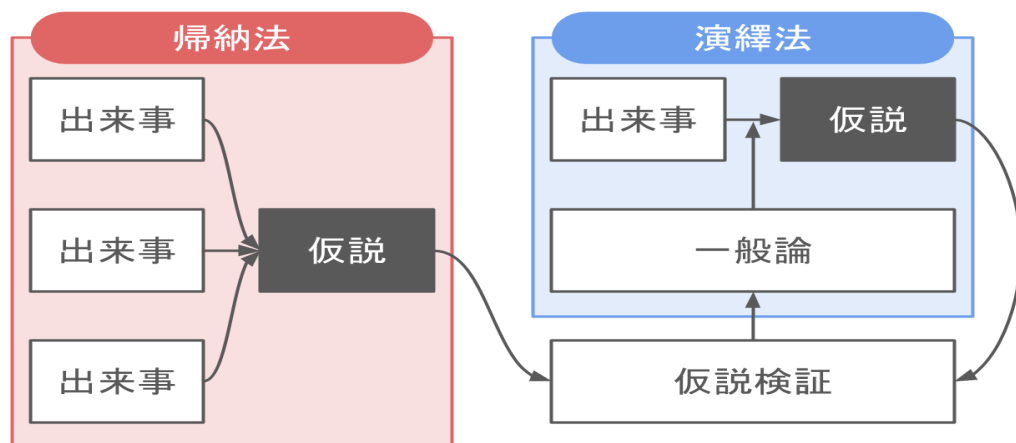 帰納法
出来事
出来事
出来事
仮説
演繹法
出来事
仮説
一般論
仮説検証